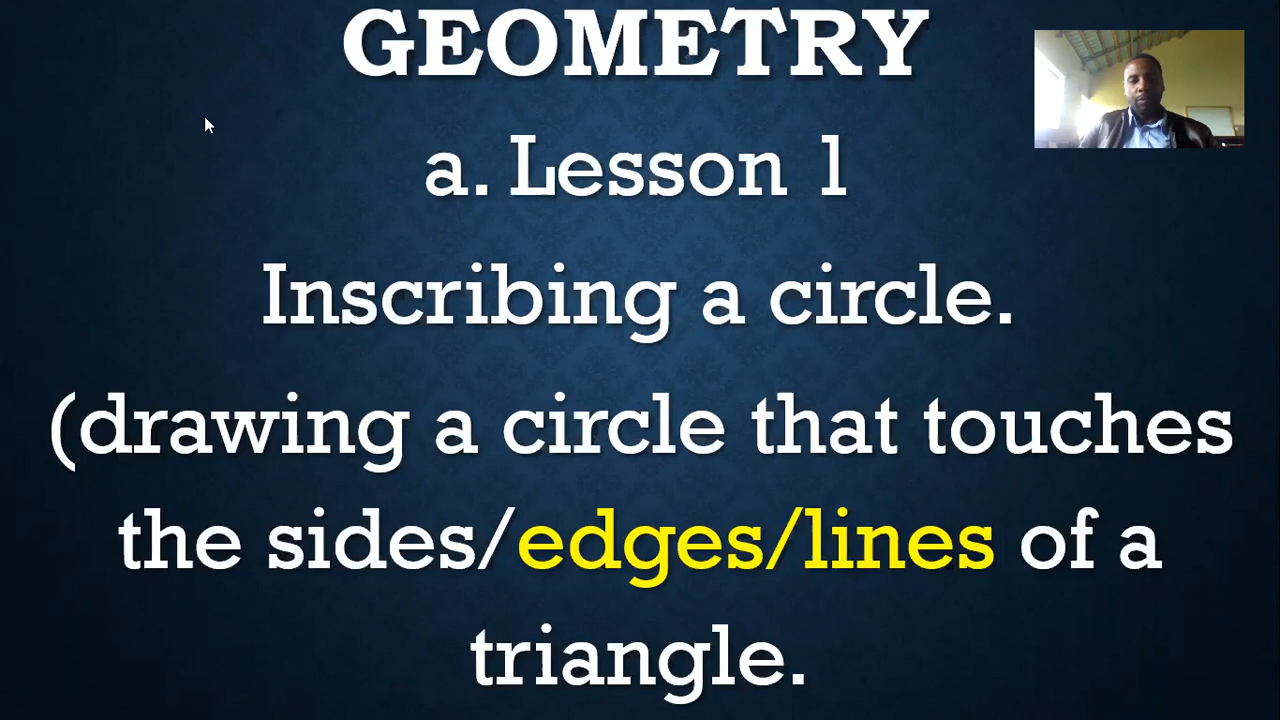 GEOMETRY
a. Lesson 1
Inscribing a circle.
(drawing a circle that touches
the sides/edges/lines of a
triangle.